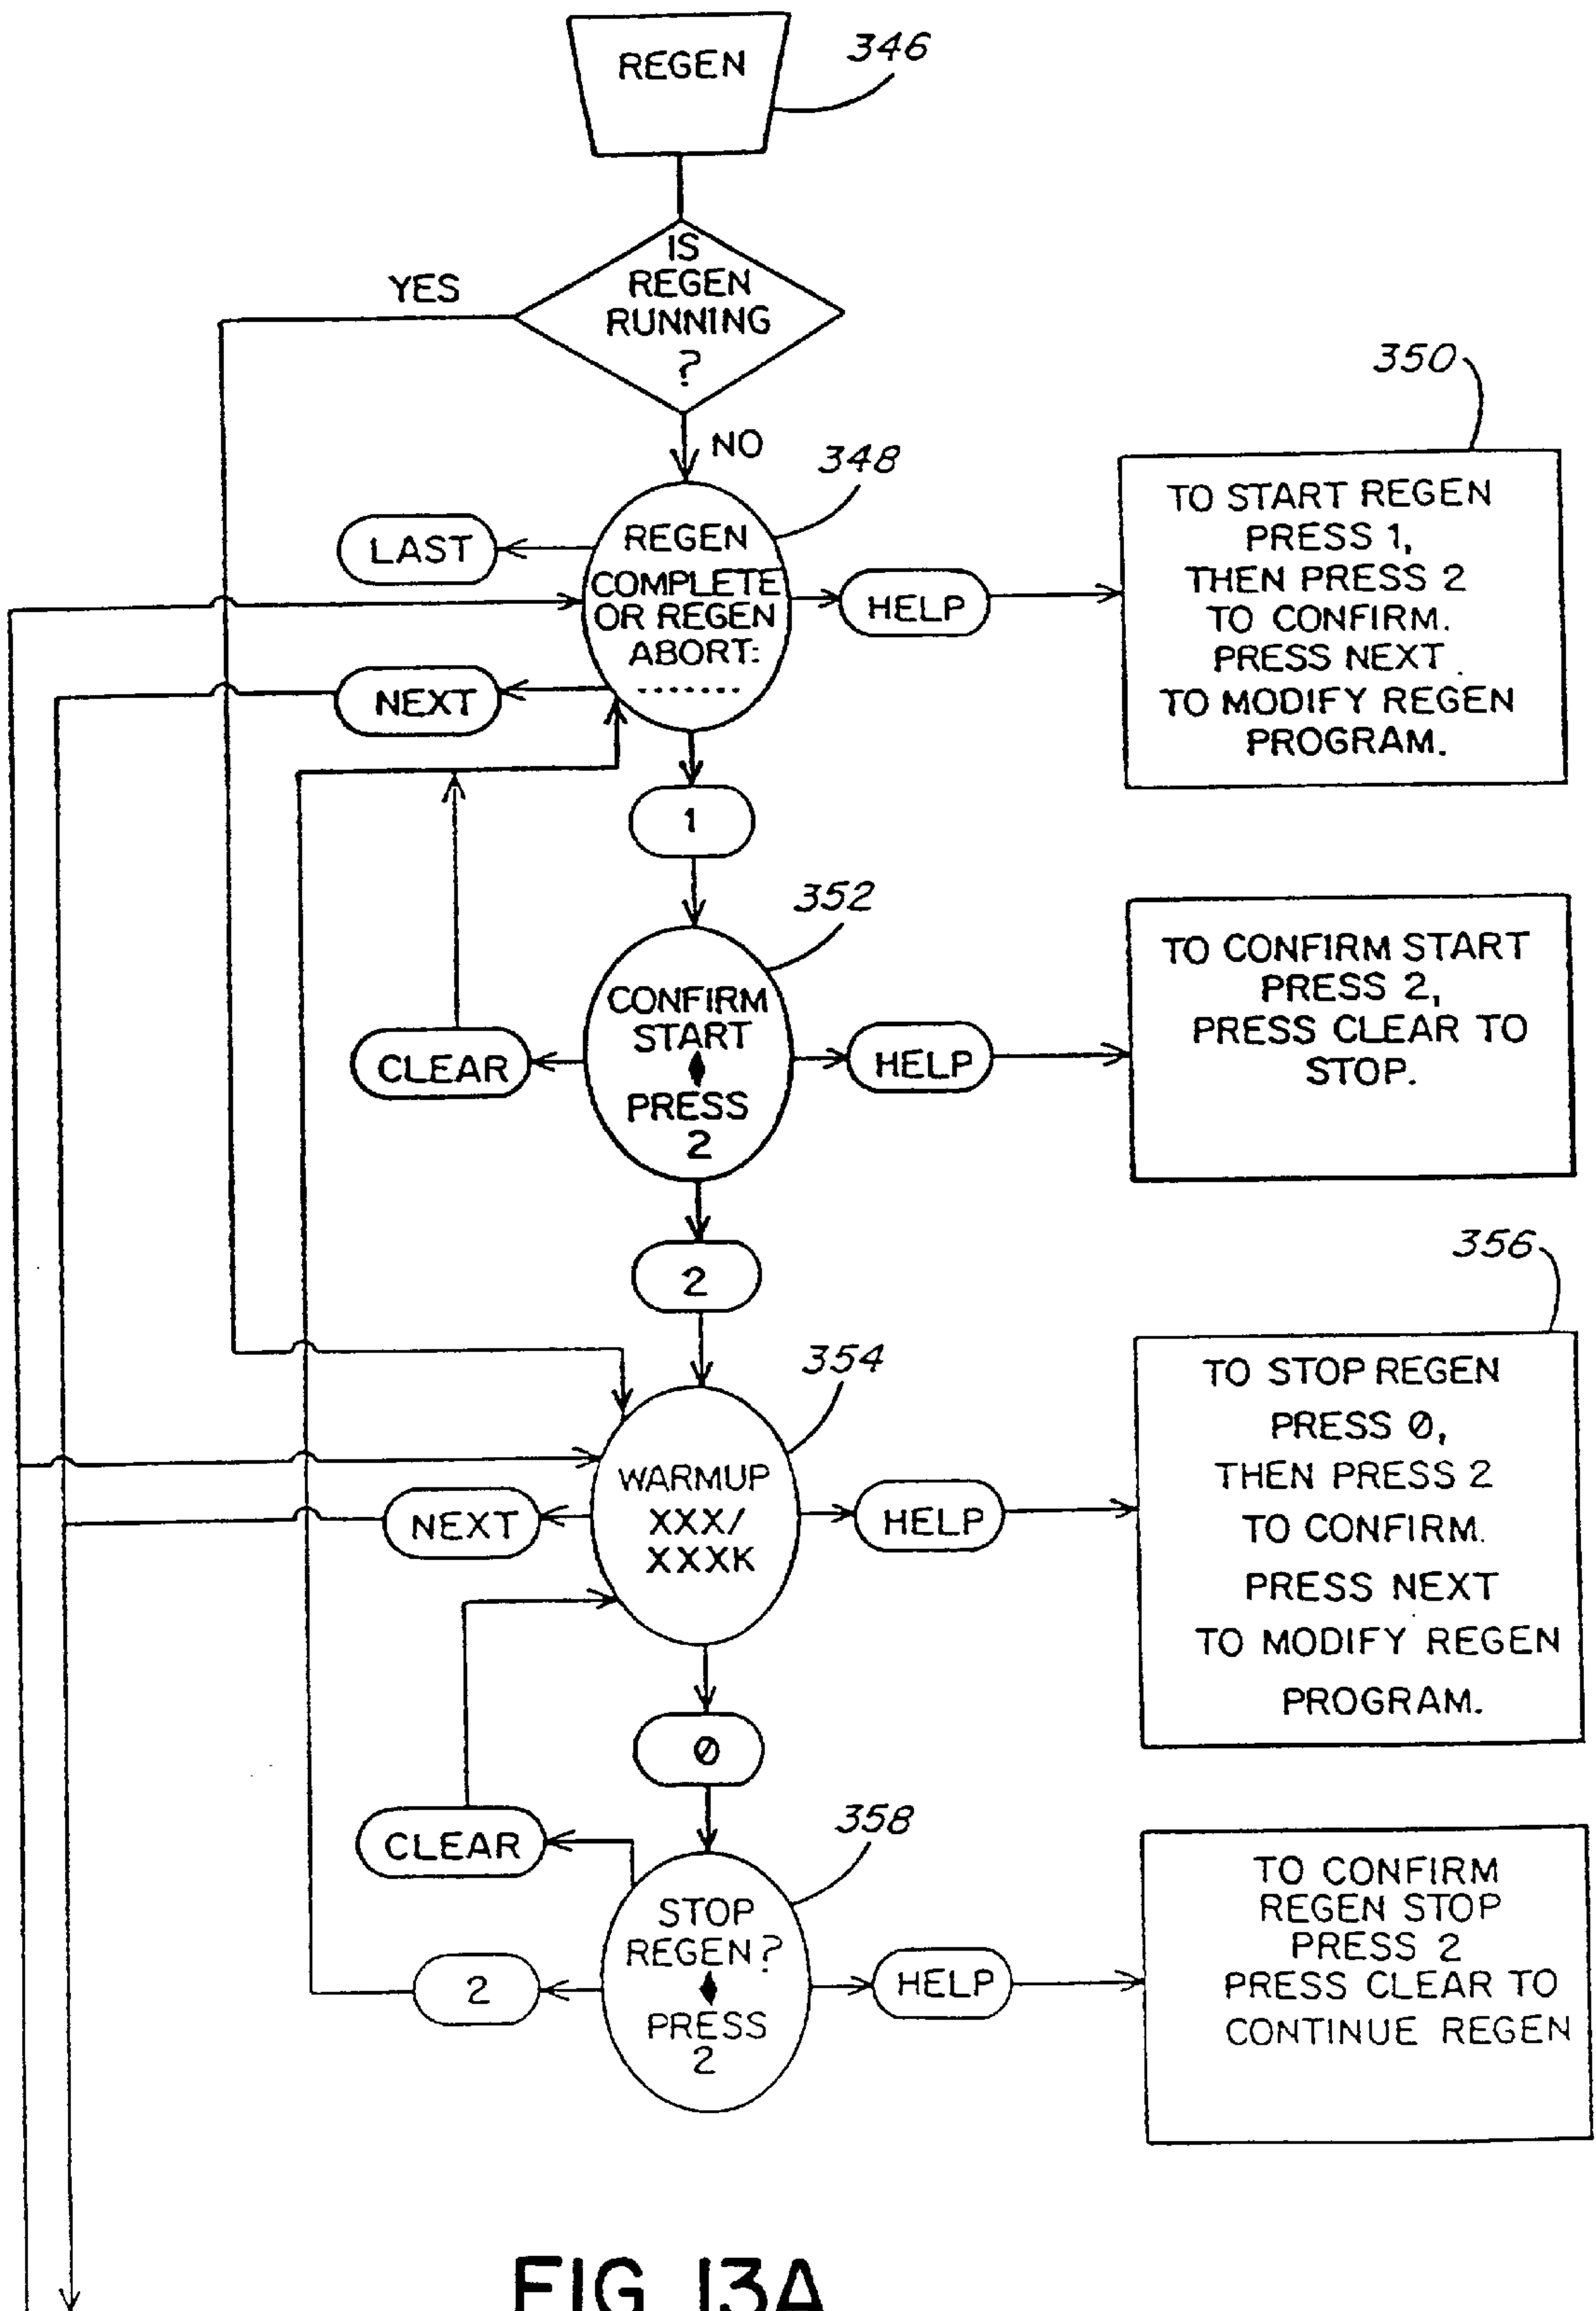 REGEN
346
IS
REGEN
RUNNING
?
YES
NO
348
350
REGEN
COMPLETE
OR REGEN
ABORT:
.......
LAST
NEXT
HELP
TO START REGEN
PRESS 1,
THEN PRESS 2
TO CONFIRM.
PRESS NEXT
TO MODIFY REGEN
PROGRAM.
1
352
CONFIRM
START
PRESS
2
CLEAR
HELP
TO CONFIRM START
PRESS 2,
PRESS CLEAR TO
STOP.
2
354
356
WARMUP
XXX/
XXXK
NEXT
HELP
TO STOP REGEN
PRESS 0,
THEN PRESS 2
TO CONFIRM.
PRESS NEXT
TO MODIFY REGEN
PROGRAM.
0
358
CLEAR
STOP
REGEN?
PRESS
2
2
HELP
TO CONFIRM
REGEN STOP
PRESS 2
PRESS CLEAR TO
CONTINUE REGEN
FIG. 13A